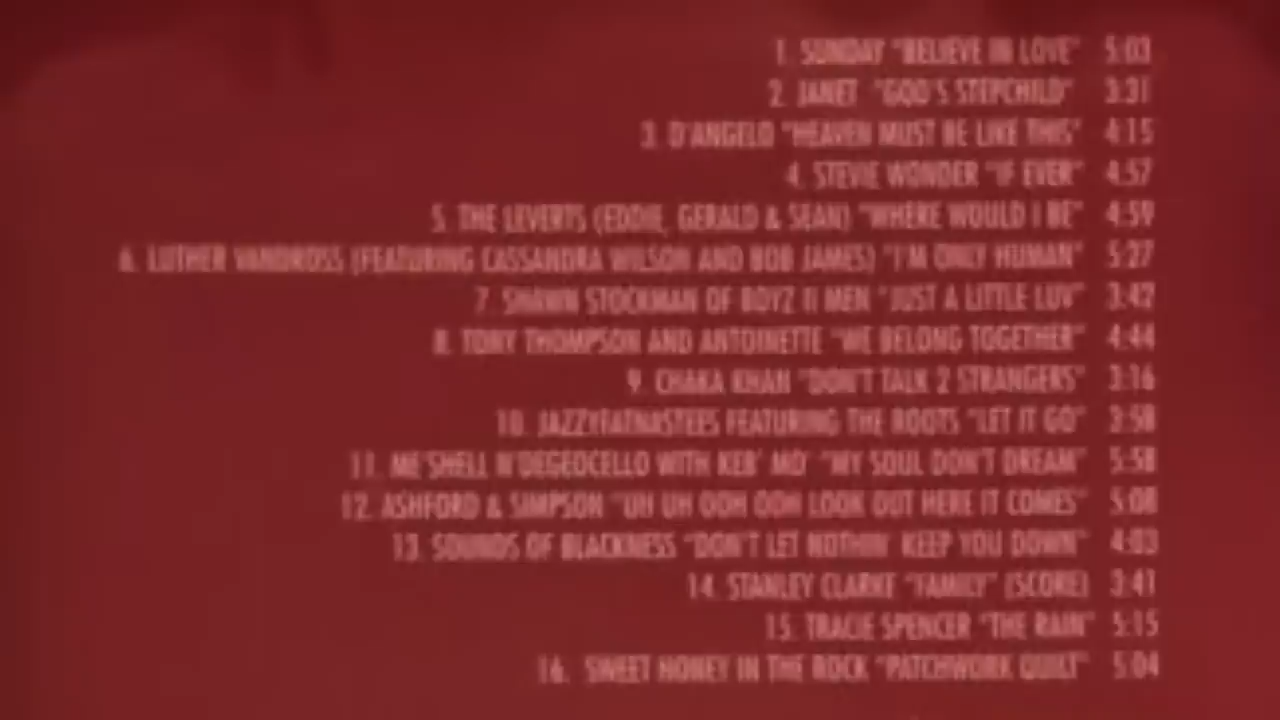 1. SUNDAY "BELIEVE IN LOVE" 5:03
2. JANET "GOD'S STEPCHILD" 3:31
3. D'ANGELO "HEAVEN MUST BE LIKE THIS" 4:15
4. STEVIE WONDER "IF EVER" 4:57
5. THE LEVERTS (EDDIE, GERALD & SEAN) "WHERE WOULD I BE" 4:59
6. LUTHER VANDROSS (FEATURING CASSANDRA WILSON AND BOB JAMES) "I'M ONLY HUMAN" 5:27
7. SHAWN STOCKMAN OF BOYZ II MEN "JUST A LITTLE LUV" 3:42
8. TONY THOMPSON AND ANTOINETTE "WE BELONG TOGETHER" 4:44
9. CHAKA KHAN "DON'T TALK 2 STRANGERS" 3:16
10. JAZZYFATNASTEES FEATURING THE ROOTS "LET IT GO" 3:58
11. ME'SHELL N'DEGEOCELLO WITH KEB' MO' "MY SOUL DON'T DREAM" 5:58
12. ASHFORD & SIMPSON "UH UH OOH OOH LOOK OUT HERE IT COMES" 5:08
13. SOUNDS OF BLACKNESS "DON'T LET NOTHIN' KEEP YOU DOWN" 4:03
14. STANLEY CLARKE "FAMILY" (SCORE) 3:41
15. TRACIE SPENCER "THE RAIN" 5:15
16. SWEET HONEY IN THE ROCK "PATCHWORK QUILT" 5:04